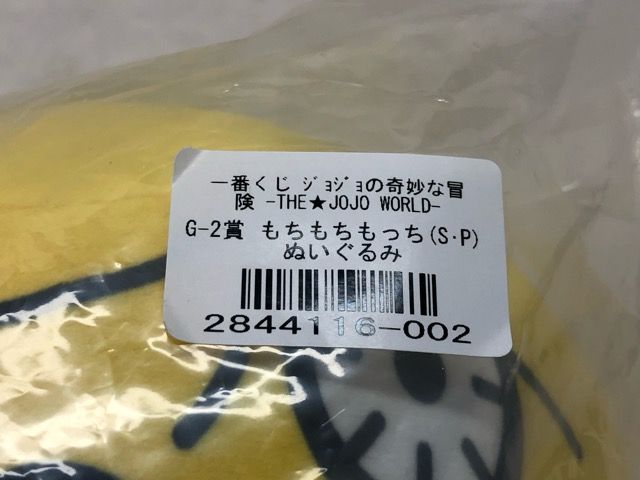 一番くじ ｼﾞｮｼﾞｮの奇妙な冒
険 -THE★JOJO WORLD-
G-2賞 もちもちもっち(S·P)
ぬいぐるみ
2844116-002